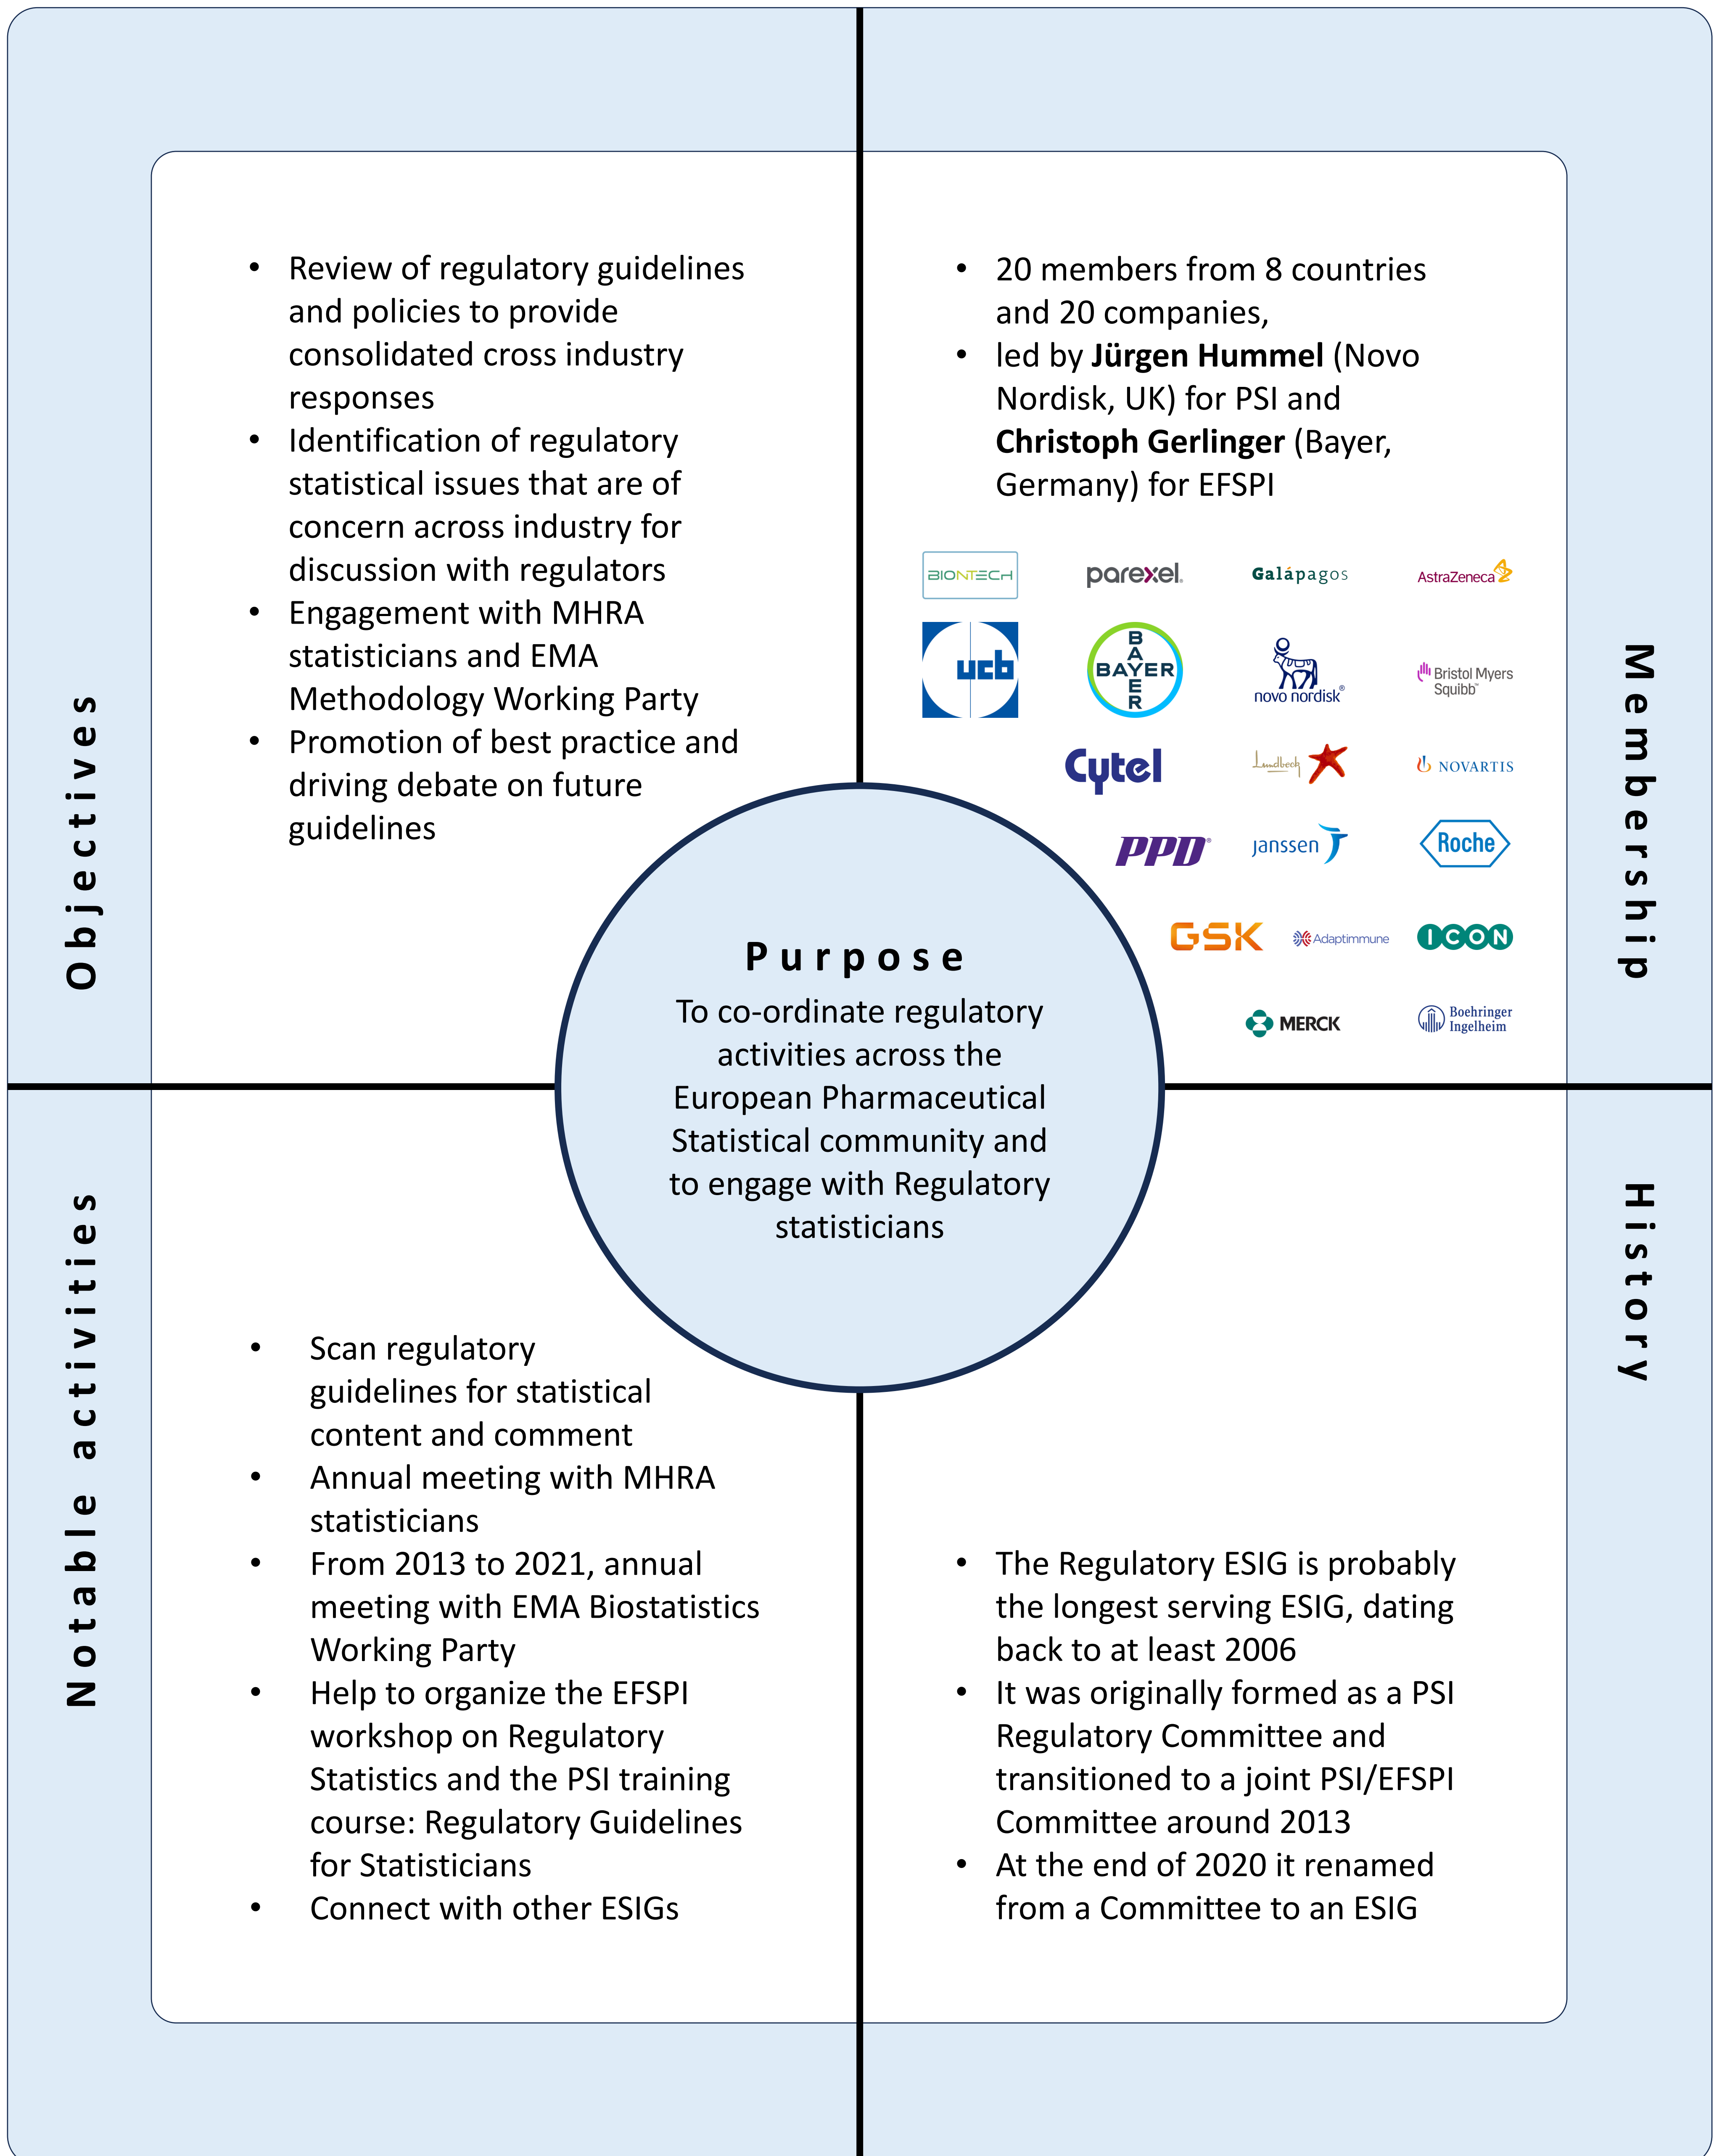 Objectives
• Review of regulatory guidelines
and policies to provide
consolidated cross industry
responses
• Identification of regulatory
statistical issues that are of
concern across industry for
discussion with regulators
• Engagement with MHRA
statisticians and EMA
Methodology Working Party
• Promotion of best practice and
driving debate on future
guidelines
Membership
• 20 members from 8 countries
and 20 companies,
• led by Jürgen Hummel (Novo
Nordisk, UK) for PSI and
Christoph Gerlinger (Bayer,
Germany) for EFSPI
BIONTECH
parexel®
Galápagos
AstraZeneca
ucb
BAYER
BAYER
novo nordisk®
Bristol Myers
Squibb™
Cytel
Lundbeck
NOVARTIS
PPD®
janssen
Roche
GSK
Adaptimmune
ICON
MERCK
Boehringer
Ingelheim
Purpose
To co-ordinate regulatory
activities across the
European Pharmaceutical
Statistical community and
to engage with Regulatory
statisticians
Notable activities
• Scan regulatory
guidelines for statistical
content and comment
• Annual meeting with MHRA
statisticians
• From 2013 to 2021, annual
meeting with EMA Biostatistics
Working Party
• Help to organize the EFSPI
workshop on Regulatory
Statistics and the PSI training
course: Regulatory Guidelines
for Statisticians
• Connect with other ESIGs
History
• The Regulatory ESIG is probably
the longest serving ESIG, dating
back to at least 2006
• It was originally formed as a PSI
Regulatory Committee and
transitioned to a joint PSI/EFSPI
Committee around 2013
• At the end of 2020 it renamed
from a Committee to an ESIG